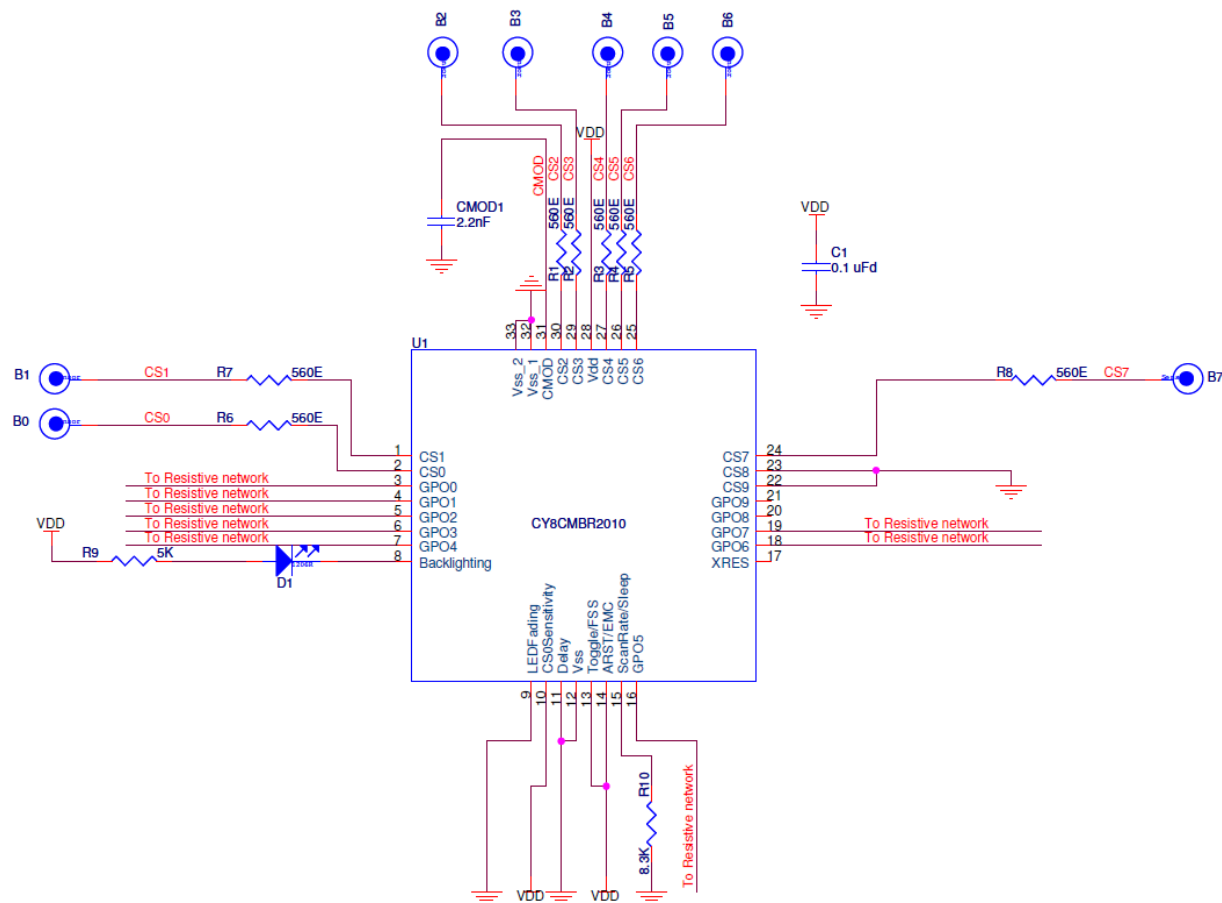 B2
B3
B4
B5
B6
VDD
CMOD
CS2
CS3
CS4
CS5
CS6
CMOD1
2.2nF
560E
560E
560E
560E
560E
R1
R2
R3
R4
R5
VDD
C1
0.1 uFd
33
32
31
30
29
28
27
26
25
U1
Vss_2
Vss_1
CMOD
CS2
CS3
Vdd
CS4
CS5
CS6
B1
CS1
R7
560E
B0
CS0
R6
560E
R8
560E
CS7
B7
1 CS1
2 CS0
To Resistive network 3 GPO0
To Resistive network 4 GPO1
To Resistive network 5 GPO2
To Resistive network 6 GPO3
To Resistive network 7 GPO4
8 Backlighting
VDD
R9
5K
D1
1206R
CY8CMBR2010
CS7 24
CS8 23
CS9 22
GPO9 21
GPO8 20
GPO7 19 To Resistive network
GPO6 18 To Resistive network
XRES 17
LEDFading
CS0Sensitivity
Delay
Vss
Toggle/FSS
ARST/EMC
ScanRate/Sleep
GPO5
9
10
11
12
13
14
15
16
R10
8.3K
To Resistive network
VDD
VDD